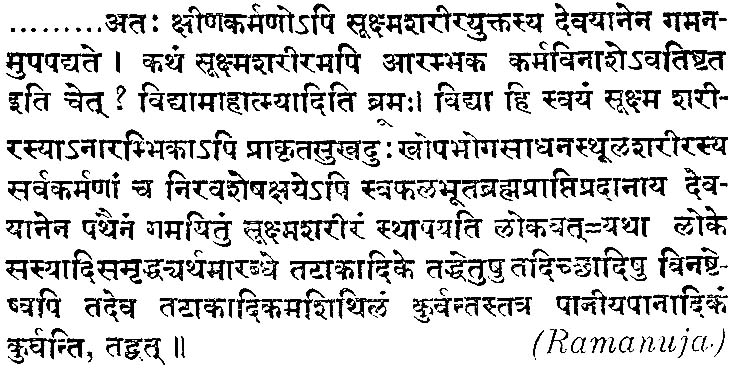 .........अतः क्षीणकर्मणोऽपि सूक्ष्मशरीरयुक्तस्य देवयानेन गमन-
मुपपद्यते । कथं सूक्ष्मशरीरमपि आरम्भक कर्मविनाशेऽवतिष्ठत
इति चेत् ? विद्यामाहात्म्यादिति ब्रूमः। विद्या हि स्वयं सूक्ष्म शरी-
रस्याऽनारम्भिकाऽपि प्राकृतसुखदुःखोपभोगसाधनस्थूलशरीरस्य
सर्वकर्मणां च निरवशेषक्षयेऽपि स्वफलभूतब्रह्मप्राप्तिप्रदानाय देव-
यानेन पथैनं गमयितुं सूक्ष्मशरीरं स्थापयति लोकवत्=यथा लोके
सस्यादिसमृद्धचर्थमारब्धे तटाकादिके तद्धेतुषु तदिच्छादिषु विनष्टे-
ष्वपि तदेव तटाकादिकमशिथिलं कुर्वन्तस्तत्र पानीयपानादिकं
कुर्वन्ति, तद्वत् ॥ (Ramanuja.)